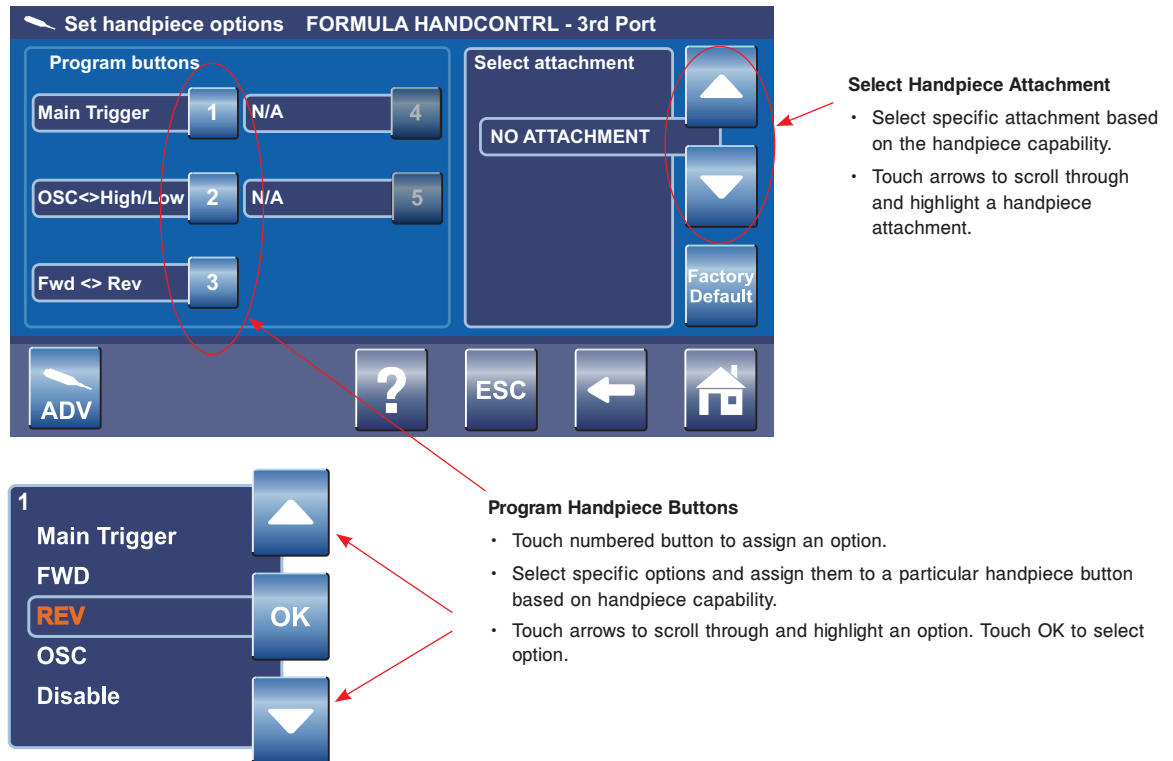 Set handpiece options FORMULA HANDCONTRL - 3rd Port
Program buttons
Main Trigger 1 N/A 4
OSC<>High/Low 2 N/A 5
Fwd <> Rev 3
Select attachment
NO ATTACHMENT
Factory
Default
ADV ? ESC
Select Handpiece Attachment
· Select specific attachment based
on the handpiece capability.
· Touch arrows to scroll through
and highlight a handpiece
attachment.
1
Main Trigger
FWD
REV OK
OSC
Disable
Program Handpiece Buttons
· Touch numbered button to assign an option.
· Select specific options and assign them to a particular handpiece button
based on handpiece capability.
· Touch arrows to scroll through and highlight an option. Touch OK to select
option.